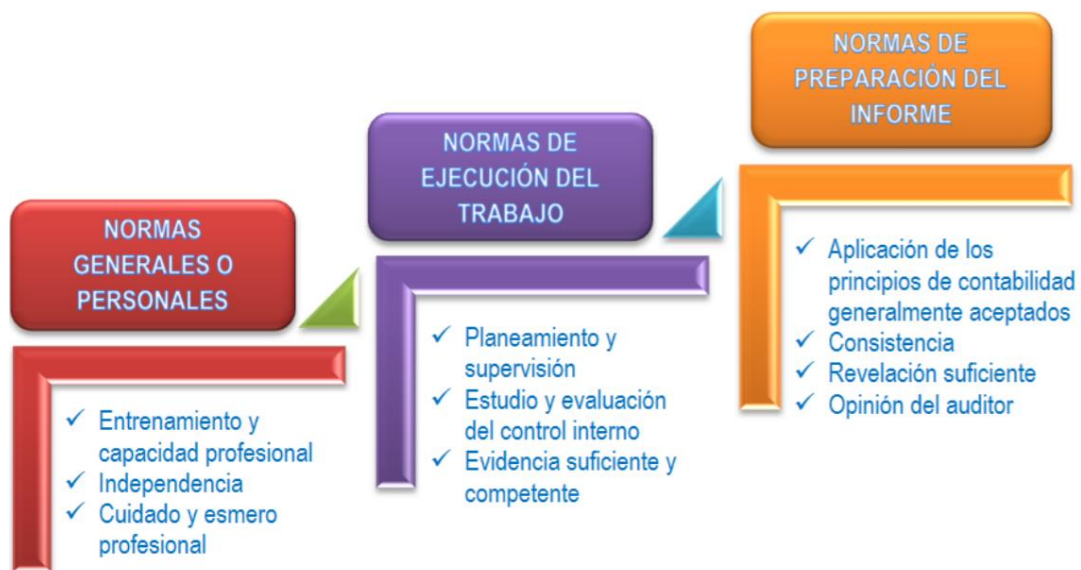 NORMAS
GENERALES O
PERSONALES
✓ Entrenamiento y
capacidad profesional
✓ Independencia
✓ Cuidado y esmero
profesional
NORMAS DE
EJECUCIÓN DEL
TRABAJO
✓ Planeamiento y
supervisión
✓ Estudio y evaluación
del control interno
✓ Evidencia suficiente y
competente
NORMAS DE
PREPARACIÓN DEL
INFORME
✓ Aplicación de los
principios de contabilidad
generalmente aceptados
✓ Consistencia
✓ Revelación suficiente
✓ Opinión del auditor